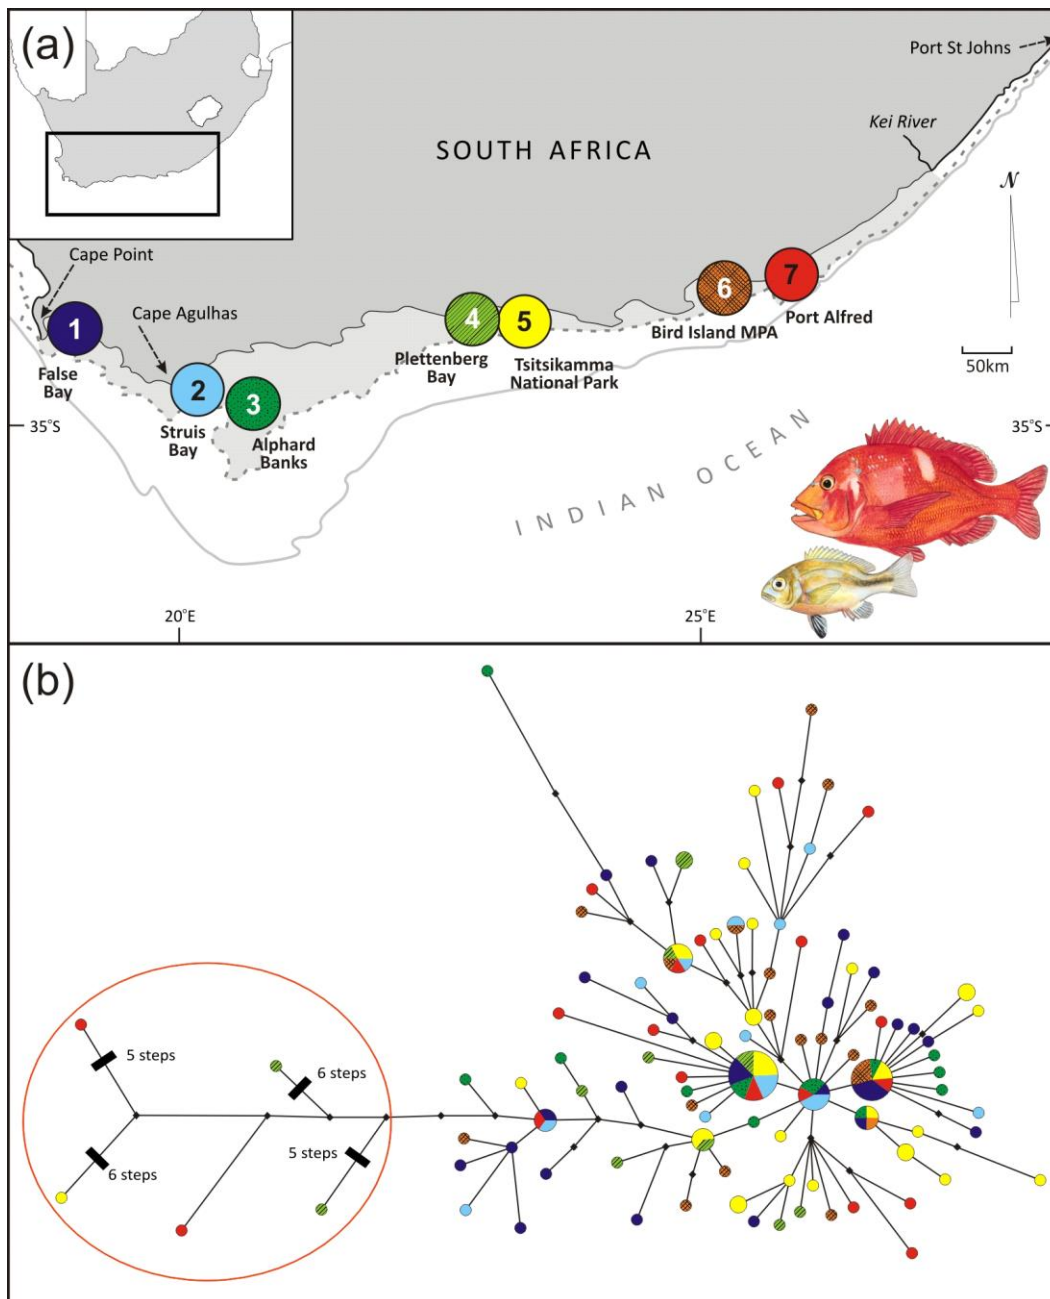 (a)
Port St Johns
Kei River
SOUTH AFRICA
N
Cape Point
Cape Agulhas
1
2
3
4
5
6
7
False
Bay
Struis
Bay
Alphard
Banks
Plettenberg
Bay
Tsitsikamma
National Park
Bird Island MPA
Port Alfred
50km
35°S
35°S
INDIAN OCEAN
20°E
25°E
(b)
5 steps
6 steps
6 steps
5 steps